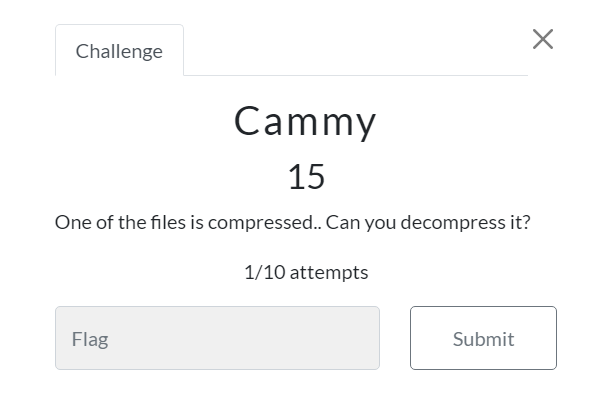 Challenge
Cammy
15
One of the files is compressed.. Can you decompress it?
1/10 attempts
Flag
Submit